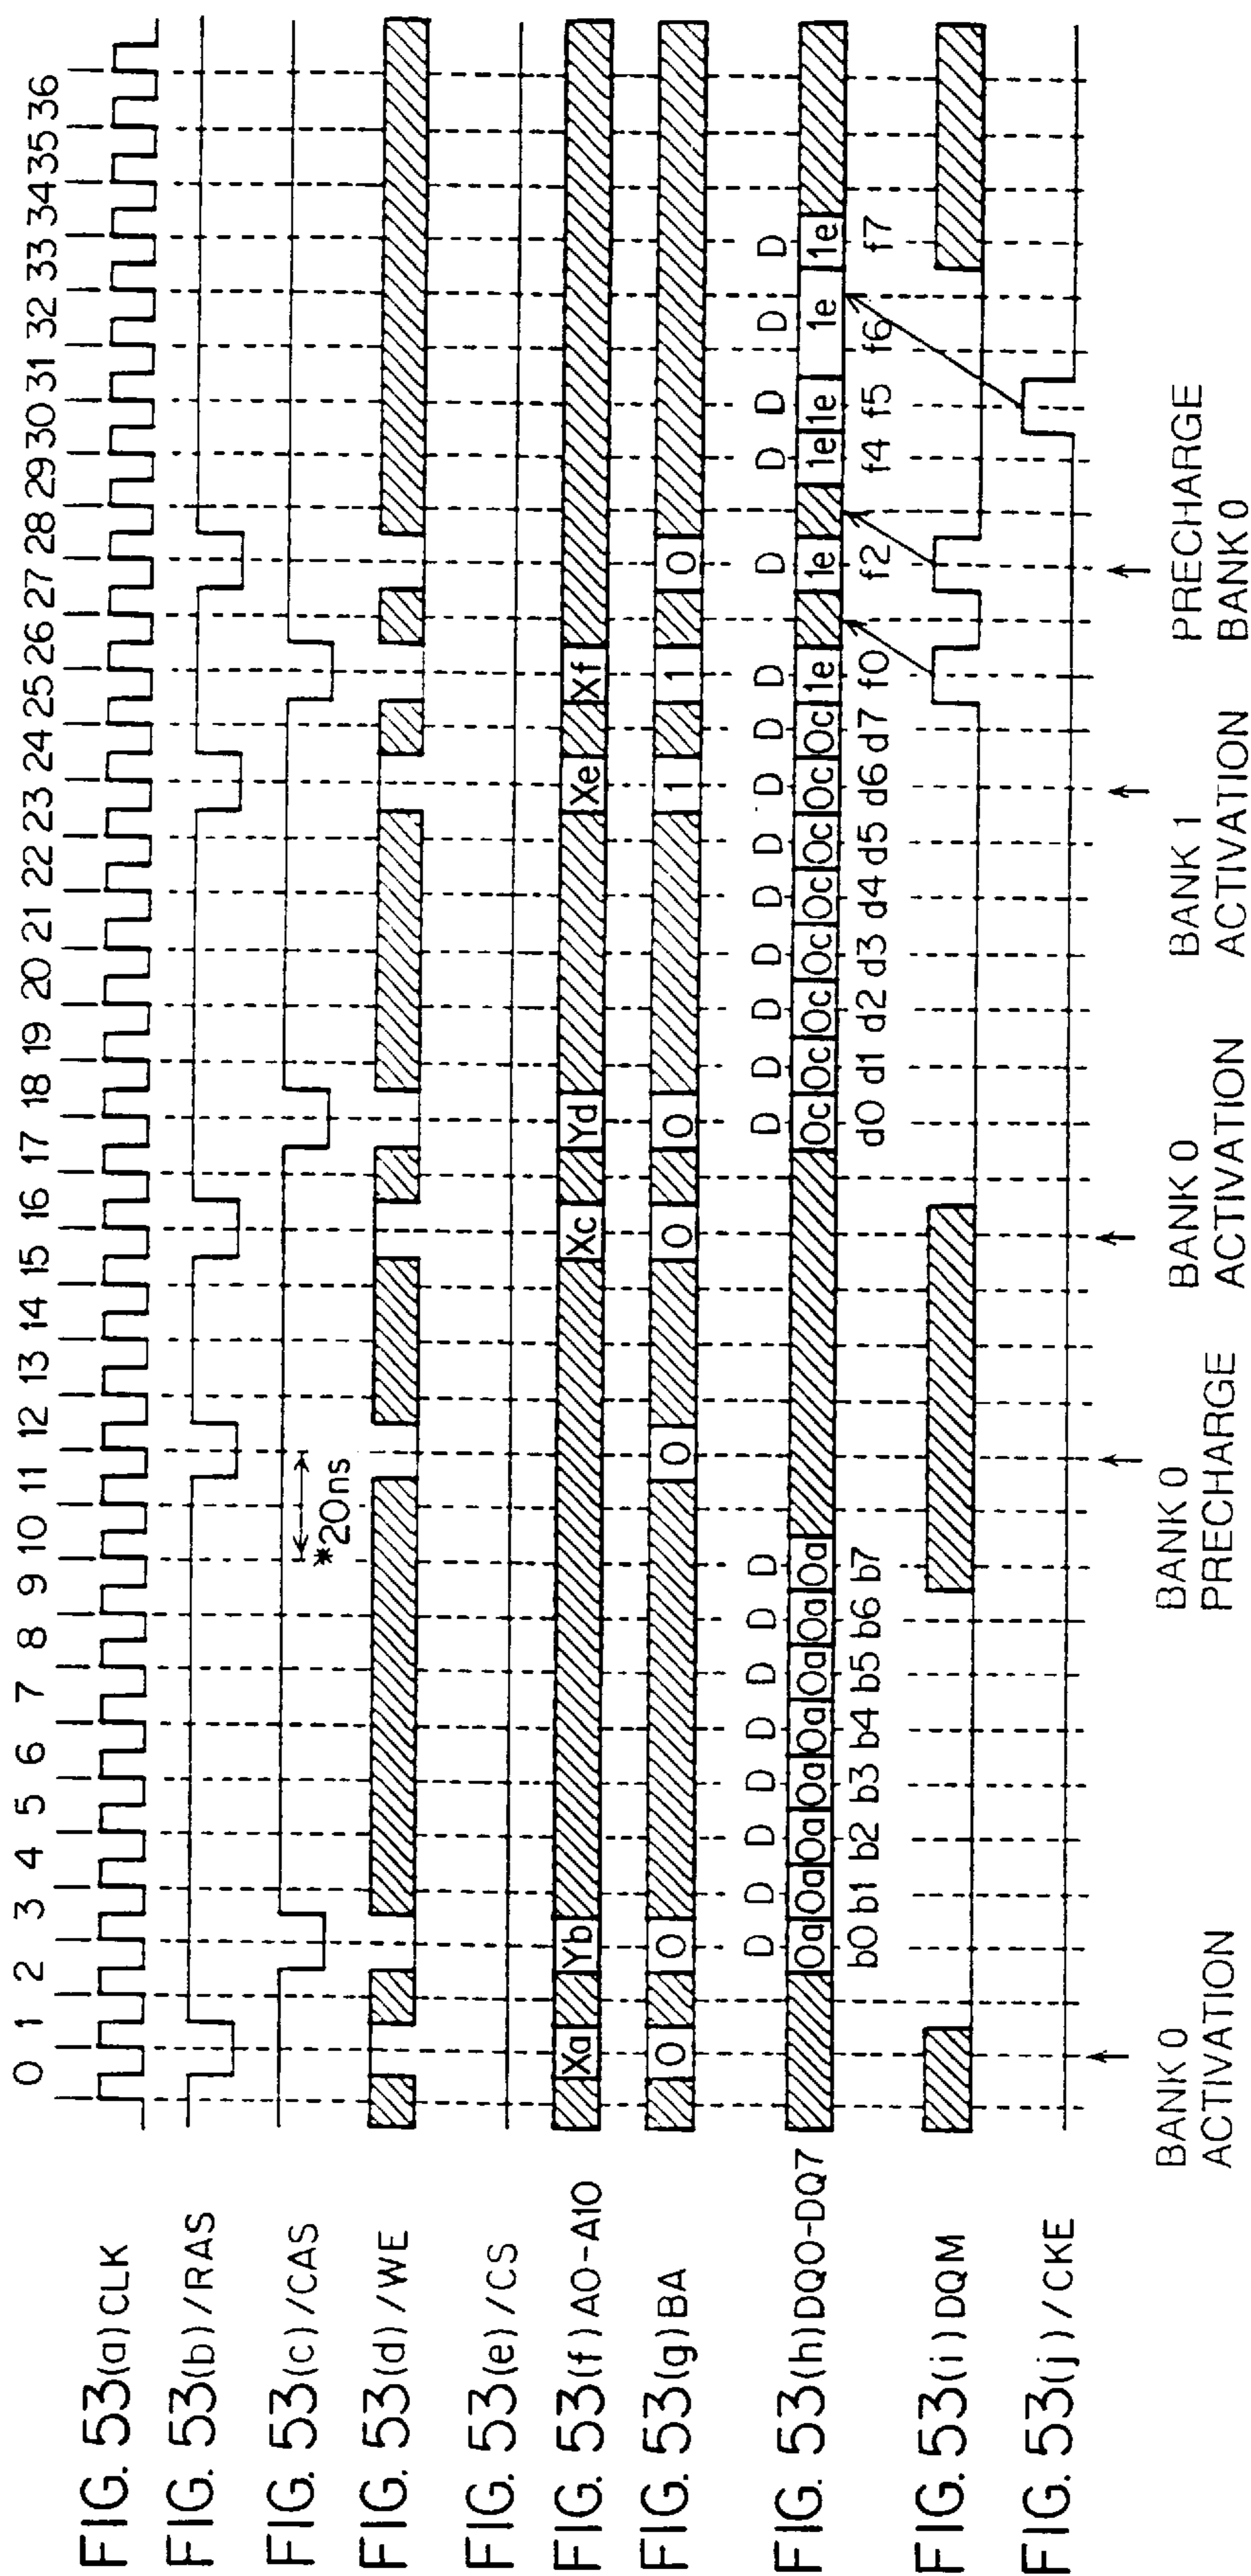 0 1 2 3 4 5 6 7 8 9 10 11 12 13 14 15 16 17 18 19 20 21 22 23 24 25 26 27 28 29 30 31 32 33 34 35 36
FIG. 53(a) CLK
FIG. 53(b) /RAS
FIG. 53(c) /CAS
*20ns
FIG. 53(d) /WE
FIG. 53(e) /CS
FIG. 53(f) A0-A10 Xa Yb Xc Yd Xe Xf
FIG. 53(g) BA 0 0 0 0 0 1 1 0
D D D D D D D D D D D D D D D D D D D D D D
FIG. 53(h) DQ0-DQ7 0a 0a 0a 0a 0a 0a 0a 0a 0c 0c 0c 0c 0c 0c 0c 0c 1e 1e 1e 1e 1e 1e
b0 b1 b2 b3 b4 b5 b6 b7 d0 d1 d2 d3 d4 d5 d6 d7 f0 f2 f4 f5 f6 f7
FIG. 53(i) DQM
FIG. 53(j) /CKE
BANK 0
ACTIVATION
BANK 0
PRECHARGE
BANK 0
ACTIVATION
BANK 1
ACTIVATION
PRECHARGE
BANK 0